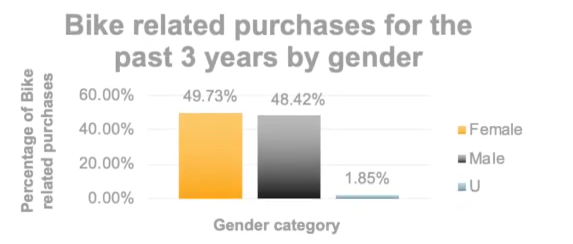 Bike related purchases for the
past 3 years by gender
Percentage of Bike
related purchases
60.00%
40.00%
20.00%
0.00%
49.73%
48.42%
1.85%
Female
Male
U
Gender category